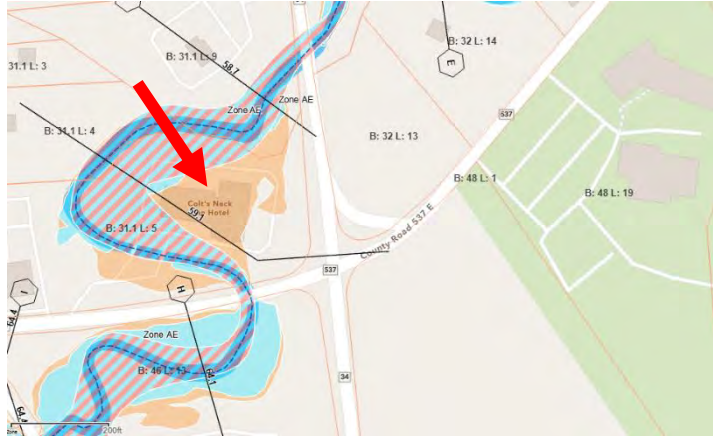 B: 31.1 L: 9
B: 32 L: 14
31.1 L: 3
58.7
E
Zone AE
Zone AE
537
B: 31.1 L: 4
B: 32 L: 13
B: 48 L: 1
B: 48 L: 19
Colt's Neck
Hotel
59.1
B: 31.1 L: 5
County Road 537 E
537
I
H
64.4
Zone AE
B: 46 L: 13
64.1
34
64.4
200ft